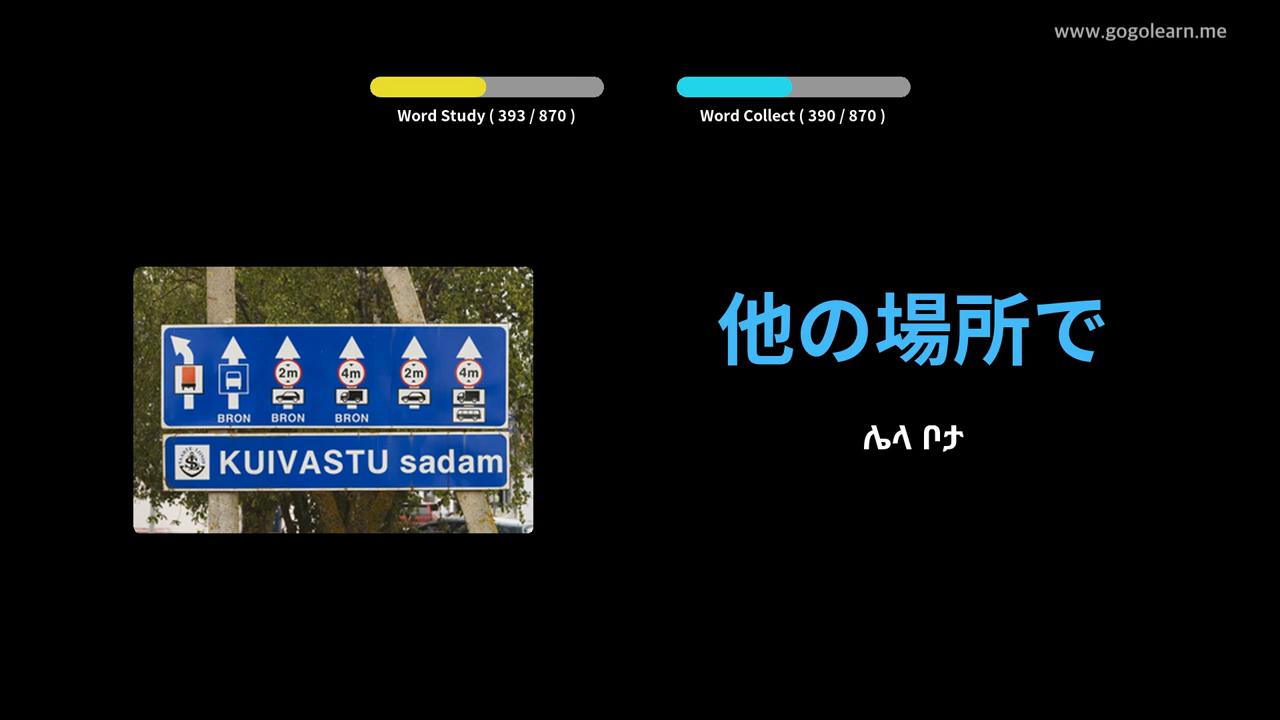 www.gogolearn.me
Word Study ( 393 / 870 )
Word Collect ( 390 / 870 )
2m
4m
2m
4m
BRON
BRON
BRON
KUIVASTU sadam
他の場所で
ሌላ ቦታ